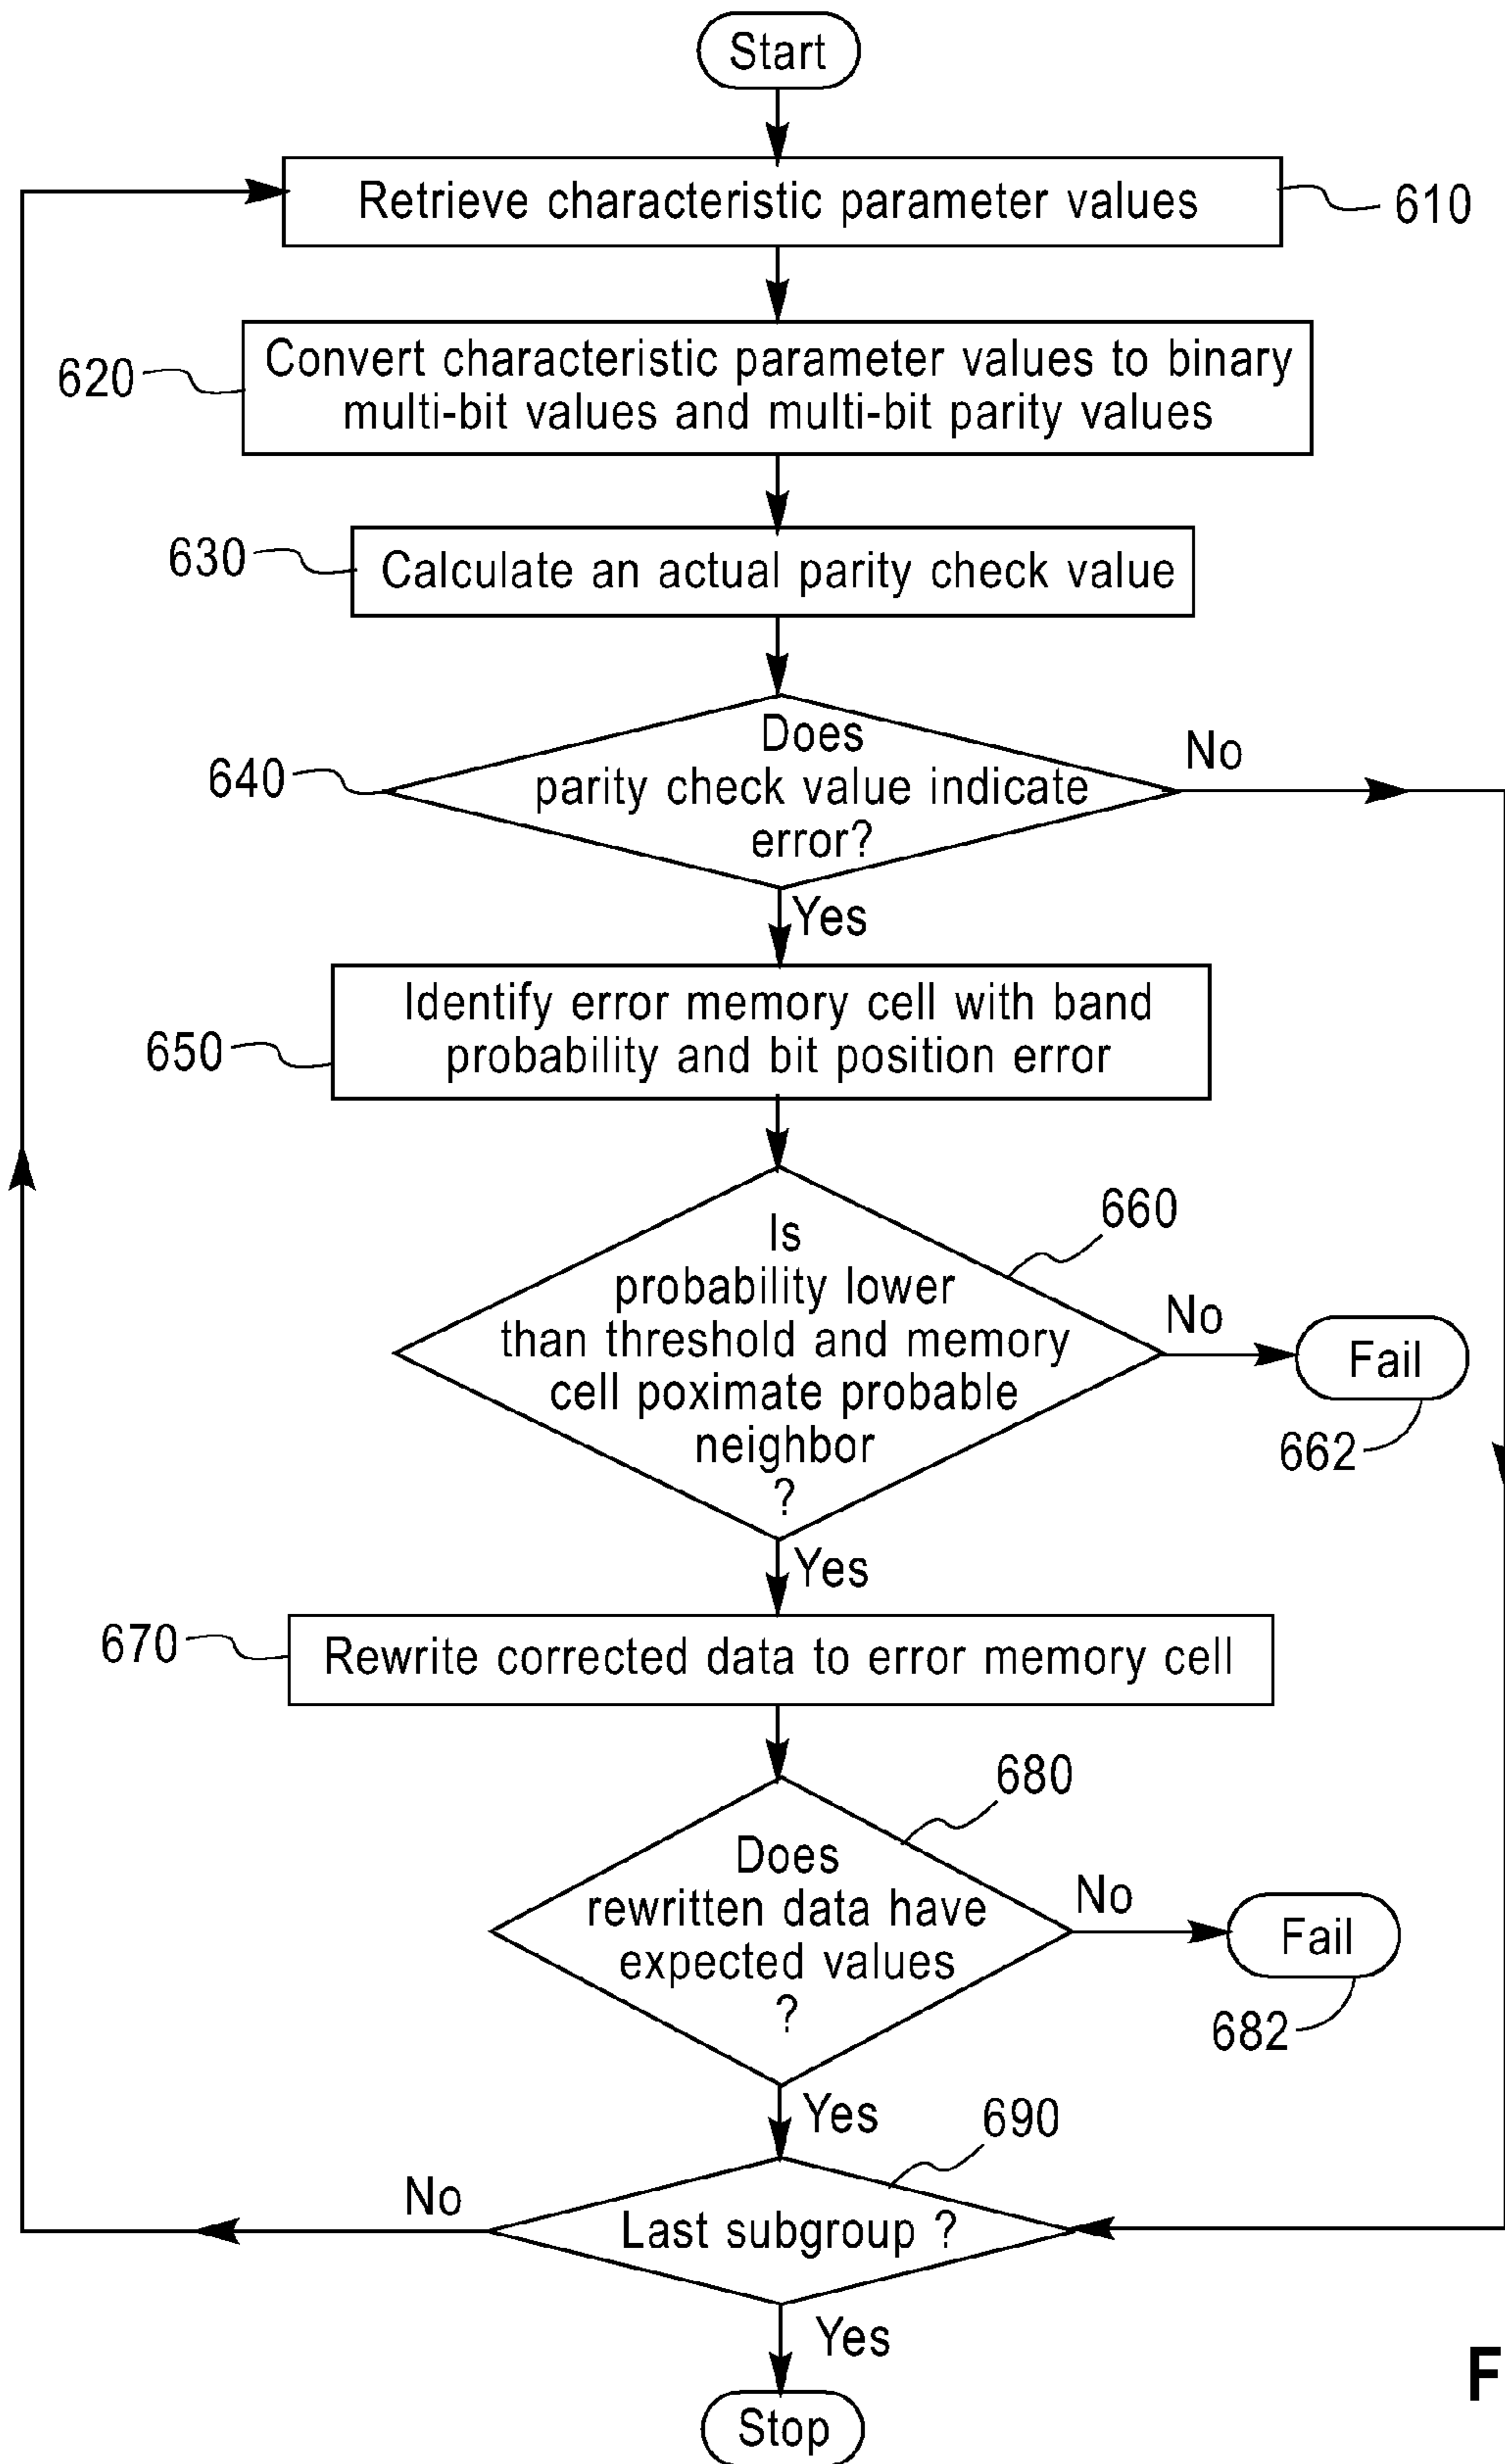 Start
Retrieve characteristic parameter values
610
Convert characteristic parameter values to binary
multi-bit values and multi-bit parity values
620
Calculate an actual parity check value
630
Does
parity check value indicate
error?
640
No
Yes
Identify error memory cell with band
probability and bit position error
650
Is
probability lower
than threshold and memory
cell poximate probable
neighbor
?
660
No
Fail
662
Yes
Rewrite corrected data to error memory cell
670
Does
rewritten data have
expected values
?
680
No
Fail
682
Yes
Last subgroup ?
690
No
Yes
Stop
F